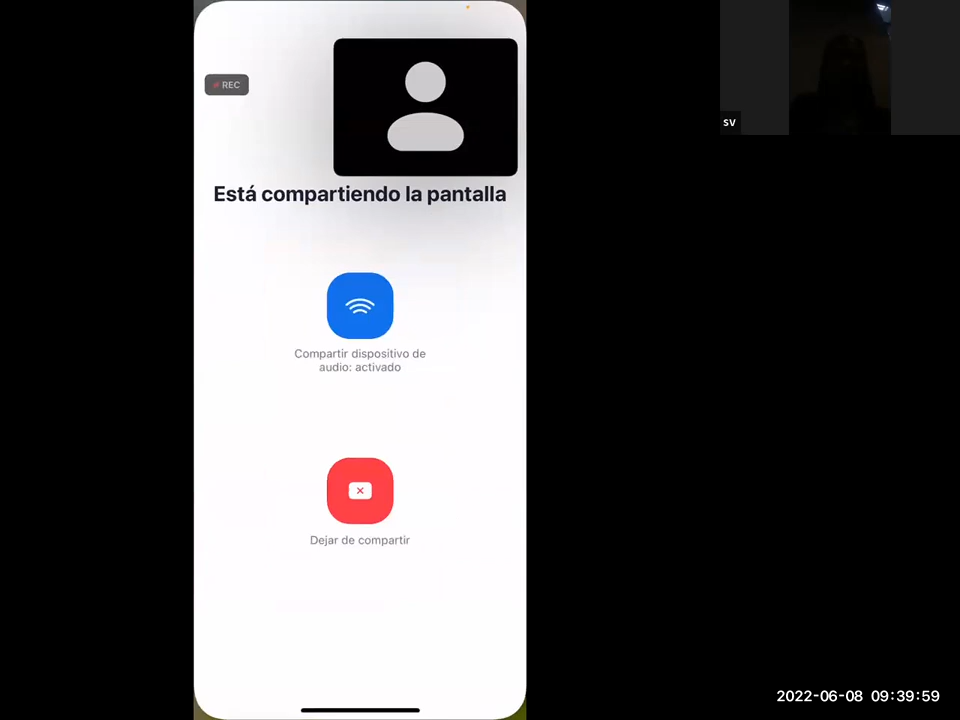 REC
SV
Está compartiendo la pantalla
Compartir dispositivo de
audio: activado
Dejar de compartir
2022-06-08 09:39:59